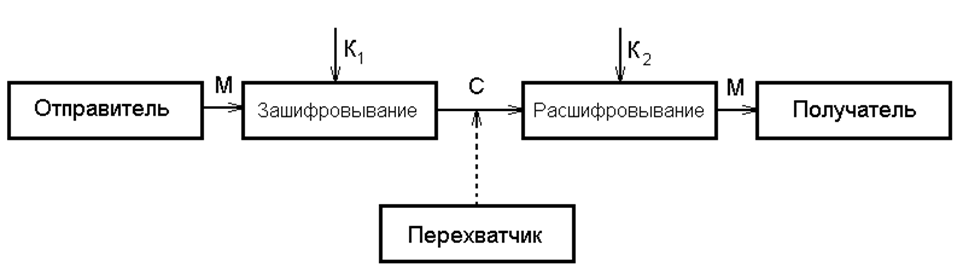 K1
K2
М
С
М
Отправитель
Зашифровывание
Расшифровывание
Получатель
Перехватчик